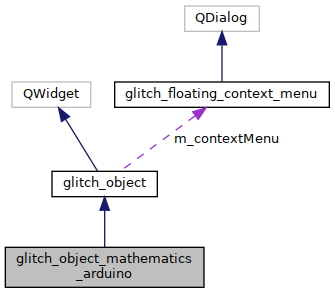 QDialog
QWidget
glitch_floating_context_menu
m_contextMenu
glitch_object
glitch_object_mathematics
_arduino